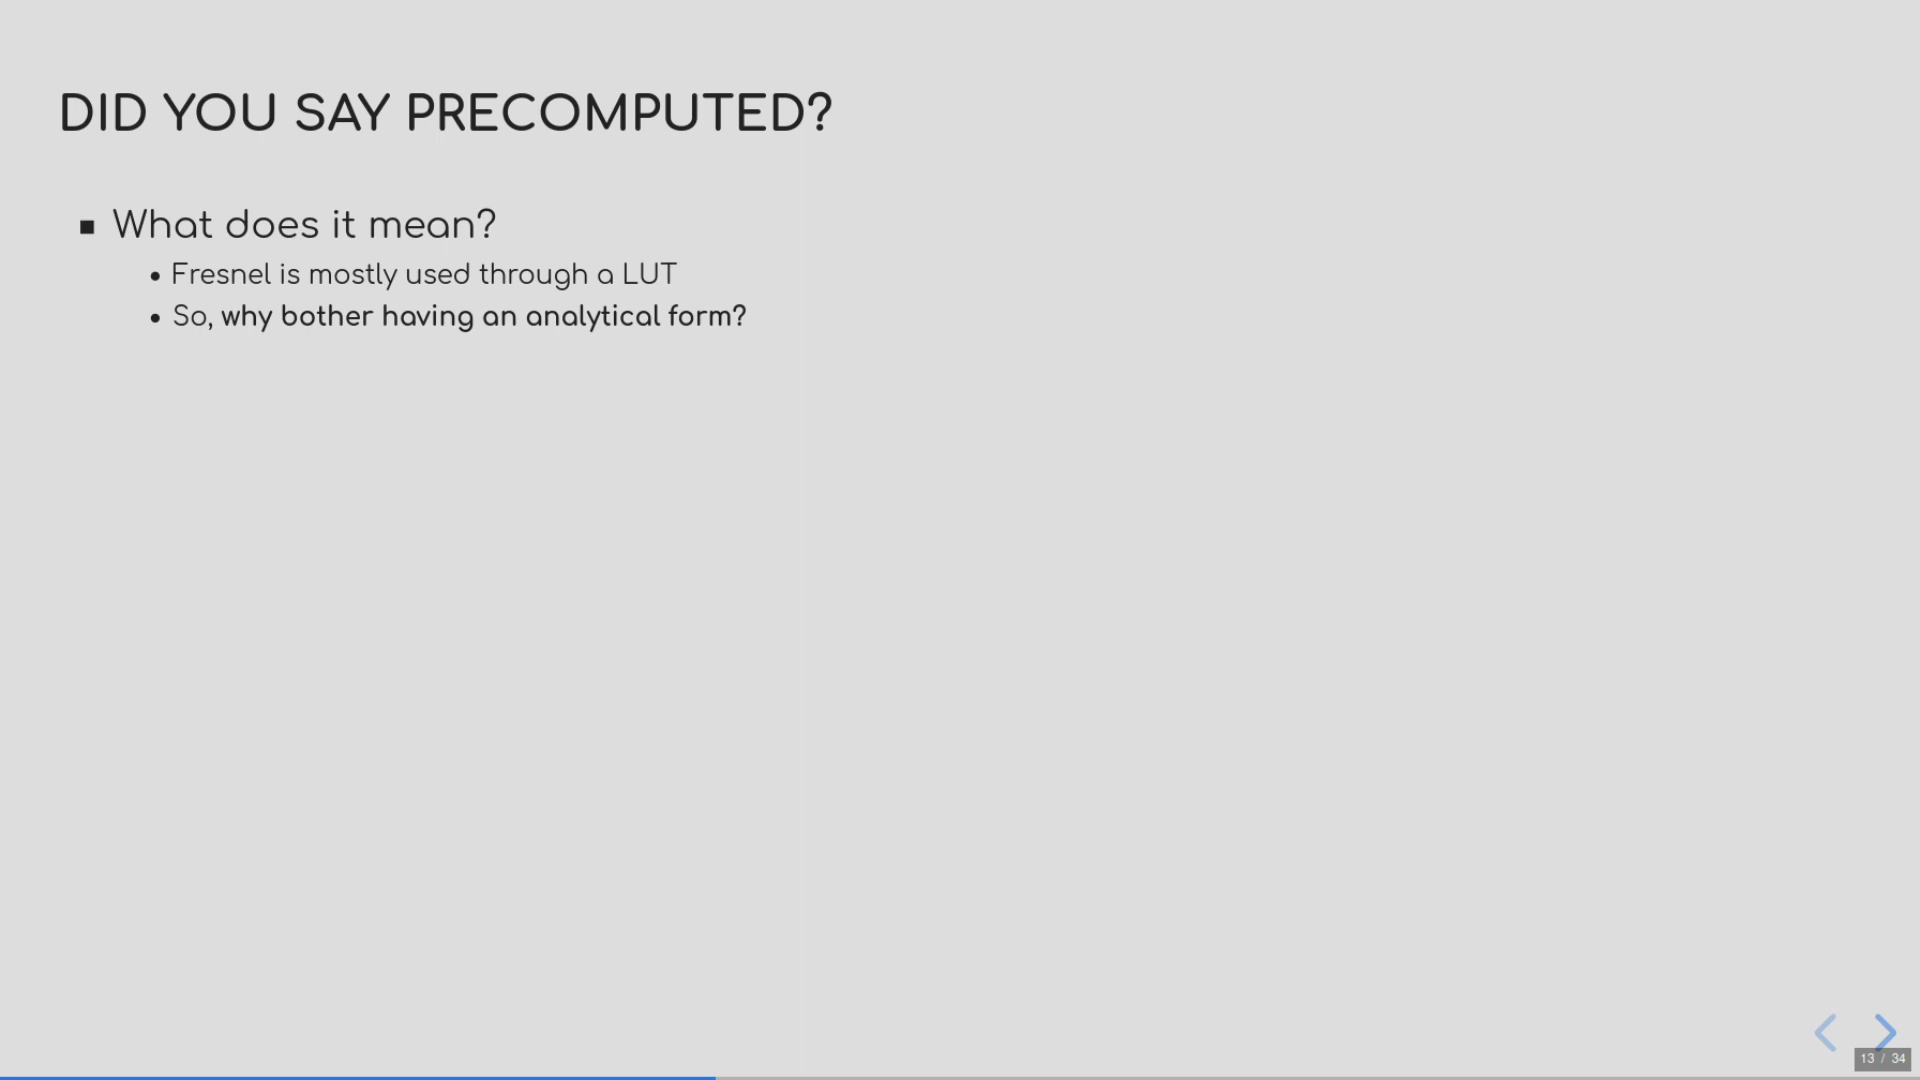 DID YOU SAY PRECOMPUTED?
What does it mean?
Fresnel is mostly used through a LUT
So, why bother having an analytical form?
13 / 34